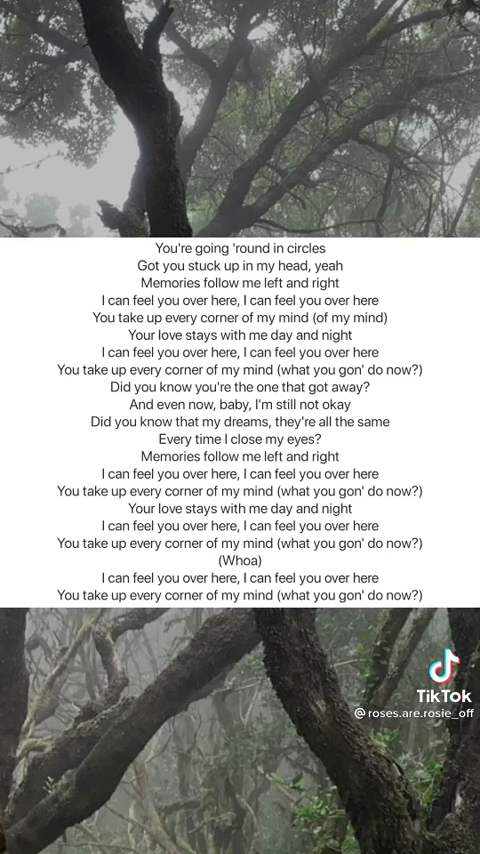 You're going 'round in circles
Got you stuck up in my head, yeah
Memories follow me left and right
I can feel you over here, I can feel you over here
You take up every corner of my mind (of my mind)
Your love stays with me day and night
I can feel you over here, I can feel you over here
You take up every corner of my mind (what you gon' do now?)
Did you know you're the one that got away?
And even now, baby, I'm still not okay
Did you know that my dreams, they're all the same
Every time I close my eyes?
Memories follow me left and right
I can feel you over here, I can feel you over here
You take up every corner of my mind (what you gon' do now?)
Your love stays with me day and night
I can feel you over here, I can feel you over here
You take up every corner of my mind (what you gon' do now?)
(Whoa)
I can feel you over here, I can feel you over here
You take up every corner of my mind (what you gon' do now?)
TikTok
@roses.are.rosie_off